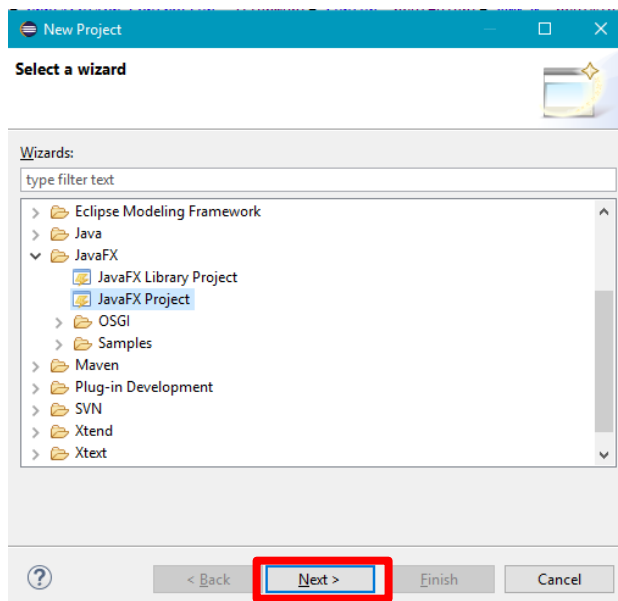 New Project
Select a wizard
Wizards:
type filter text
Eclipse Modeling Framework
Java
JavaFX
JavaFX Library Project
JavaFX Project
OSGI
Samples
Maven
Plug-in Development
SVN
Xtend
Xtext
?
< Back Next > Finish Cancel